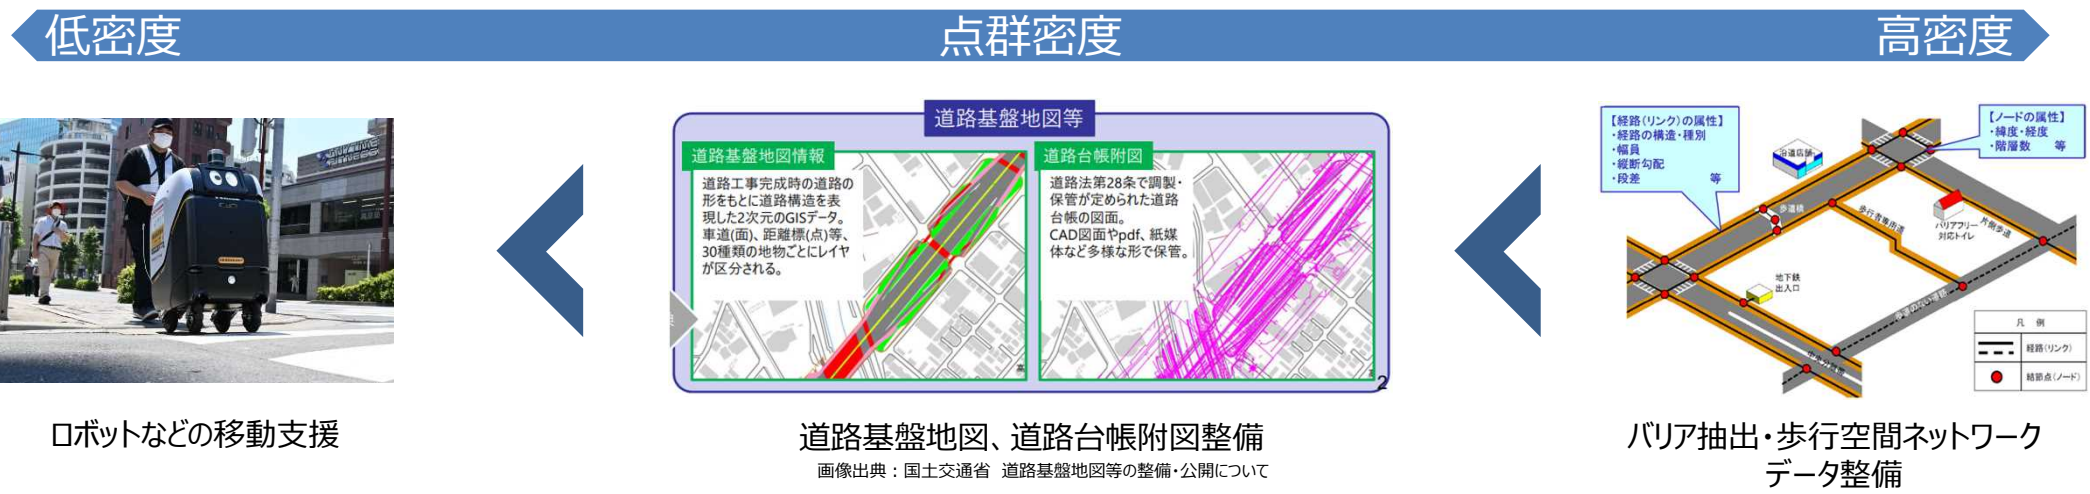 低密度
点群密度
高密度
道路基盤地図等
道路基盤地図情報
道路工事完成時の道路の
形をもとに道路構造を表
現した2次元のGISデータ。
車道(面)、距離標(点)等、
30種類の地物ごとにレイヤ
が区分される。
道路台帳附図
道路法第28条で調製・
保管が定められた道路
台帳の図面。
CAD図面やpdf、紙媒
体など多様な形で保管。
2
【経路(リンク)の属性】
・経路の構造・種別
・幅員
・縦断勾配
・段差 等
【ノードの属性】
・緯度・経度
・階層数 等
沿道店舗
歩道橋
歩行者専用道
バリアフリー
対応トイレ
片側歩道
地下鉄
出入口
歩道のない道路
中央分離帯
凡 例
経路(リンク)
結節点(ノード)
ロボットなどの移動支援
道路基盤地図、道路台帳附図整備
画像出典：国土交通省 道路基盤地図等の整備・公開について
バリア抽出・歩行空間ネットワーク
データ整備